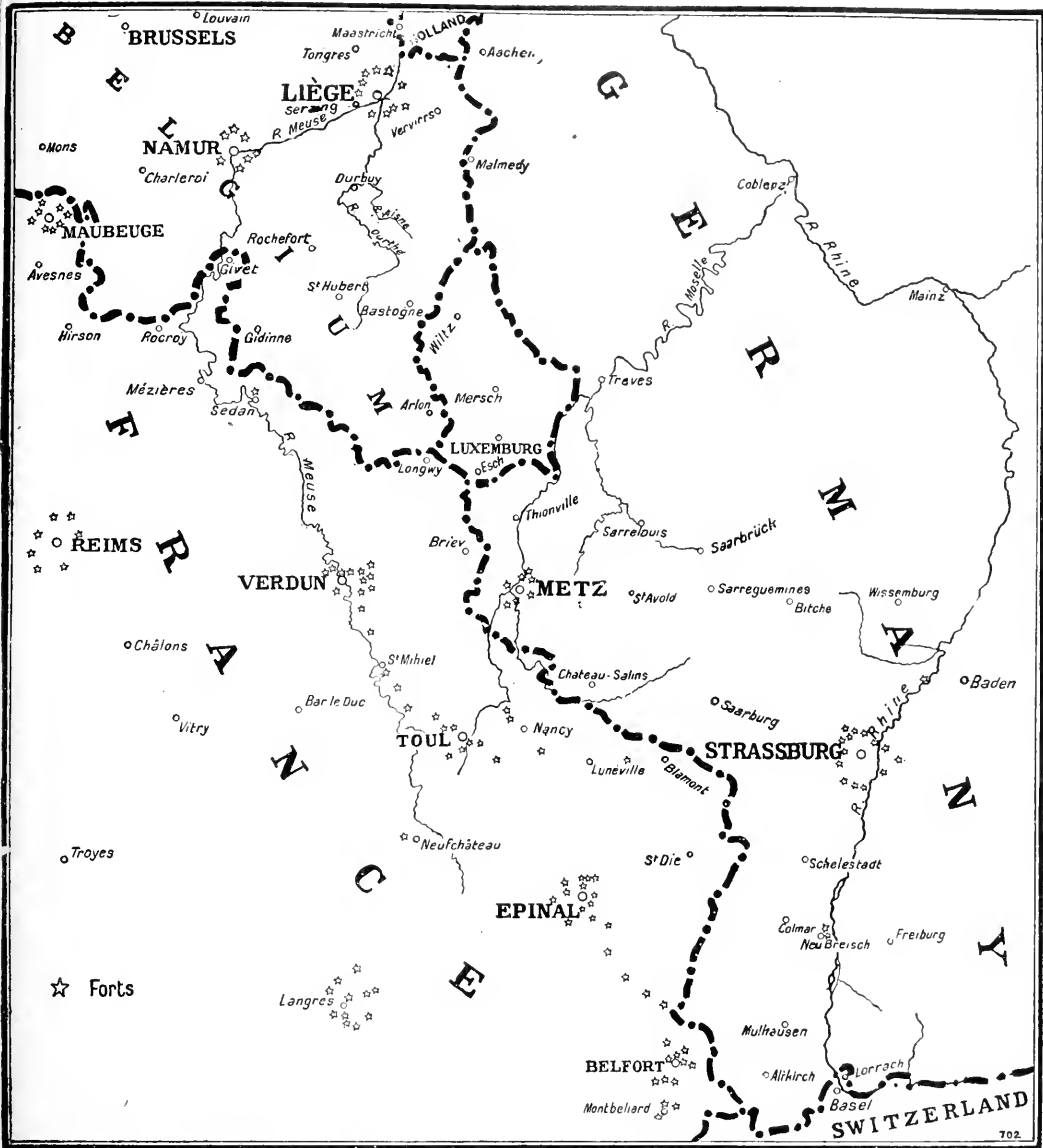 Louvain
BRUSSELS
Maastricht
HOLLAND
Tongres
Aachen
LIÈGE
Seraing
R Meuse
Verviers
NAMUR
Mons
Charleroi
Malmedy
Coblenz
Durbuy
R Aisne
R Ourthe
MAUBEUGE
Rochefort
Avesnes
Givet
R Rhine
R Moselle
St Hubert
Bastogne
Wiltz
Mainz
Hirson
Rocroy
Gidinne
Mézières
Sedan
Arlon
Mersch
Treves
LUXEMBURG
Longwy
Esch
R Meuse
Thionville
REIMS
Briey
Sarrelouis
Saarbrück
VERDUN
METZ
St Avold
Sarreguemines
Bitche
Wissemburg
Châlons
St Mihiel
Chateau-Salins
Baden
Vitry
Bar le Duc
Saarburg
TOUL
Nancy
STRASSBURG
R. Rhine
Lunéville
Blamont
Neufchâteau
Troyes
St Die
Schelestadt
EPINAL
Colmar
Neu Breisch
Freiburg
Forts
Langres
Mulhausen
BELFORT
Altkirch
Lorrach
Montbeliard
Basel
SWITZERLAND
702
BELGIUM
FRANCE
GERMANY